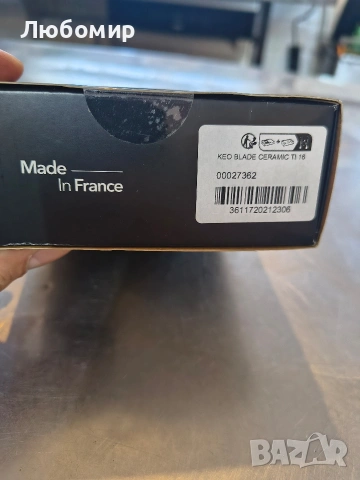 Любомир
KEO BLADE CERAMIC TI 16
00027362
3611720212306
Made
In France
BAZAR